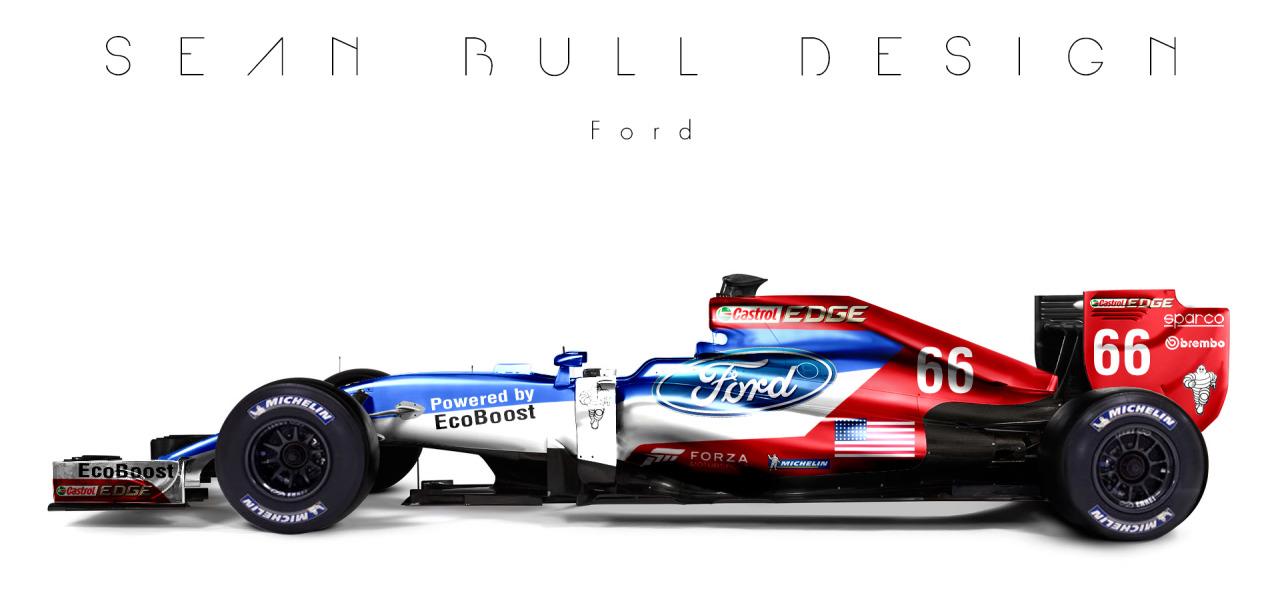 SEAN BULL DESIGN
Ford
Castrol EDGE
Castrol EDGE
sparco
66
brembo
66
Ford
Powered by
EcoBoost
FORZA
MOTORSPORT
MICHELIN
EcoBoost
Castrol EDGE
MICHELIN
MICHELIN
MICHELIN
MICHELIN